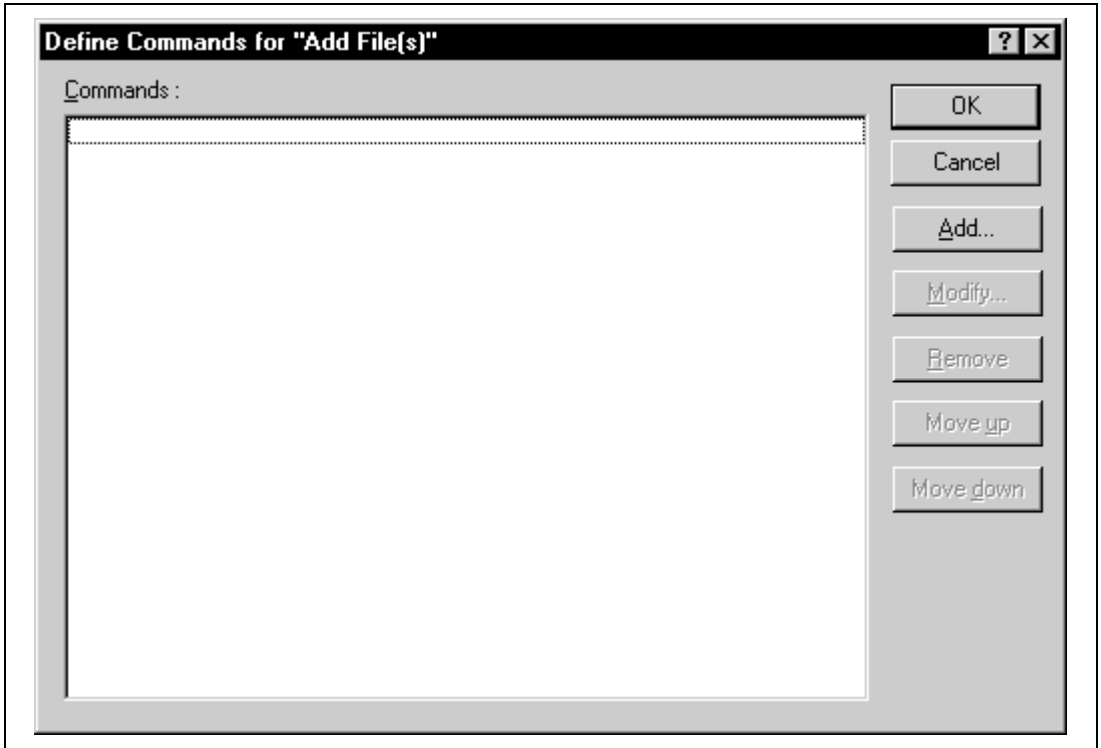 Define Commands for "Add File(s)"
Commands :
OK
Cancel
Add...
Modify...
Remove
Move up
Move down